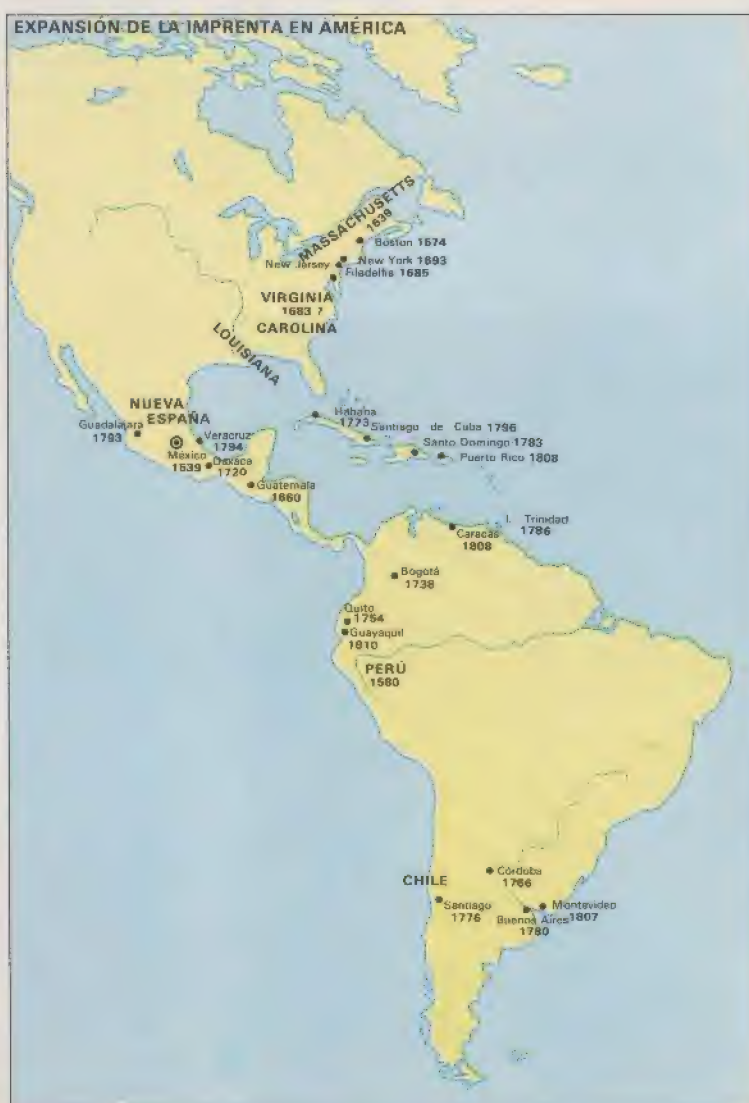 EXPANSIÓN DE LA IMPRENTA EN AMÉRICA
MASSACHUSETTS
1639
Boston 1674
New York 1693
New Jersey
Filadelfia 1685
VIRGINIA
1683 ?
CAROLINA
LOUISIANA
NUEVA
ESPAÑA
Guadalajara
1793
Veracruz
1794
México
1539
Oaxaca
1720
Guatemala
1660
Habana
1773
Santiago de Cuba 1796
Santo Domingo 1783
Puerto Rico 1808
I. Trinidad
1786
Caracas
1808
Bogotá
1738
Quito
1754
Guayaquil
1810
PERÚ
1580
CHILE
Córdoba
1766
Santiago
1776
Montevideo
1807
Buenos Aires
1780